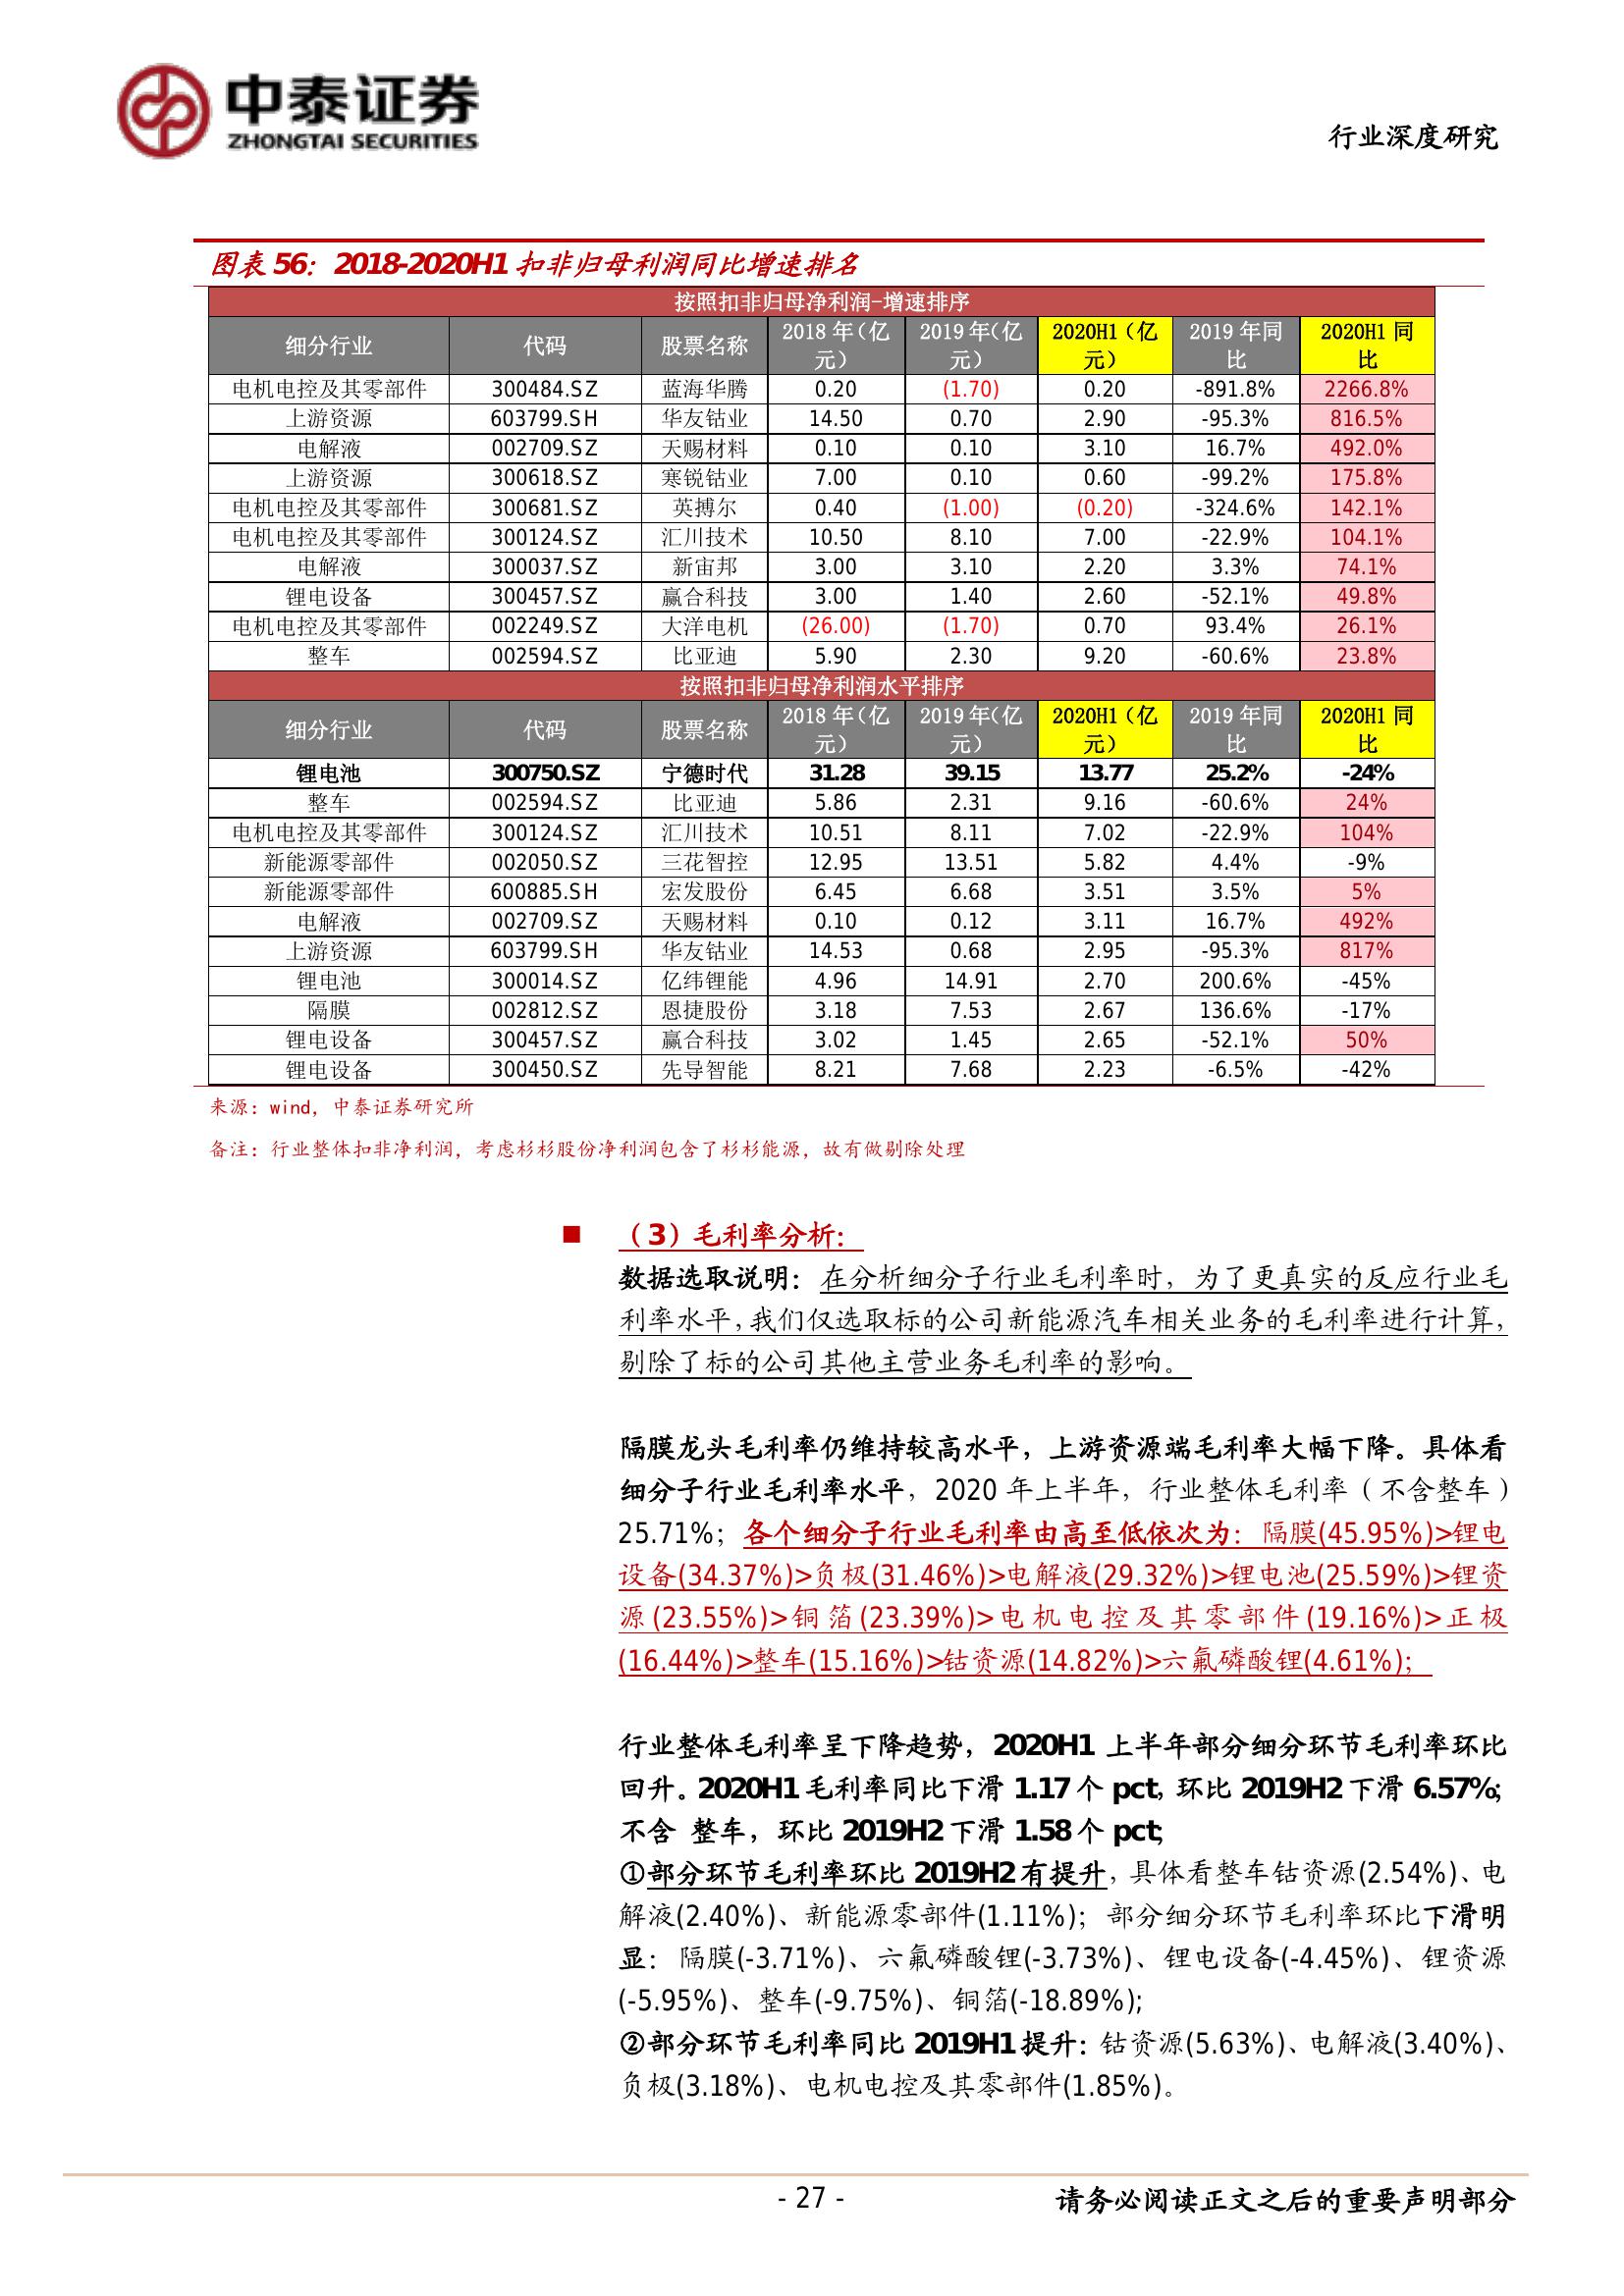 中泰证券
ZHONGTAI SECURITIES
行业深度研究
图表 56：2018-2020H1 扣非归母利润同比增速排名
按照扣非归母净利润-增速排序
细分行业 代码 股票名称 2018 年（亿元） 2019 年（亿元） 2020H1（亿元） 2019 年同比 2020H1 同比
电机电控及其零部件 300484.SZ 蓝海华腾 0.20 (1.70) 0.20 -891.8% 2266.8%
上游资源 603799.SH 华友钴业 14.50 0.70 2.90 -95.3% 816.5%
电解液 002709.SZ 天赐材料 0.10 0.10 3.10 16.7% 492.0%
上游资源 300618.SZ 寒锐钴业 7.00 0.10 0.60 -99.2% 175.8%
电机电控及其零部件 300681.SZ 英搏尔 0.40 (1.00) (0.20) -324.6% 142.1%
电机电控及其零部件 300124.SZ 汇川技术 10.50 8.10 7.00 -22.9% 104.1%
电解液 300037.SZ 新宙邦 3.00 3.10 2.20 3.3% 74.1%
锂电设备 300457.SZ 赢合科技 3.00 1.40 2.60 -52.1% 49.8%
电机电控及其零部件 002249.SZ 大洋电机 (26.00) (1.70) 0.70 93.4% 26.1%
整车 002594.SZ 比亚迪 5.90 2.30 9.20 -60.6% 23.8%
按照扣非归母净利润水平排序
细分行业 代码 股票名称 2018 年（亿元） 2019 年（亿元） 2020H1（亿元） 2019 年同比 2020H1 同比
锂电池 300750.SZ 宁德时代 31.28 39.15 13.77 25.2% -24%
整车 002594.SZ 比亚迪 5.86 2.31 9.16 -60.6% 24%
电机电控及其零部件 300124.SZ 汇川技术 10.51 8.11 7.02 -22.9% 104%
新能源零部件 002050.SZ 三花智控 12.95 13.51 5.82 4.4% -9%
新能源零部件 600885.SH 宏发股份 6.45 6.68 3.51 3.5% 5%
电解液 002709.SZ 天赐材料 0.10 0.12 3.11 16.7% 492%
上游资源 603799.SH 华友钴业 14.53 0.68 2.95 -95.3% 817%
锂电池 300014.SZ 亿纬锂能 4.96 14.91 2.70 200.6% -45%
隔膜 002812.SZ 恩捷股份 3.18 7.53 2.67 136.6% -17%
锂电设备 300457.SZ 赢合科技 3.02 1.45 2.65 -52.1% 50%
锂电设备 300450.SZ 先导智能 8.21 7.68 2.23 -6.5% -42%
来源：wind，中泰证券研究所
备注：行业整体扣非净利润，考虑杉杉股份净利润包含了杉杉能源，故有做剔除处理
■ （3）毛利率分析：
数据选取说明：在分析细分子行业毛利率时，为了更真实的反应行业毛
利率水平，我们仅选取标的公司新能源汽车相关业务的毛利率进行计算，
剔除了标的公司其他主营业务毛利率的影响。
隔膜龙头毛利率仍维持较高水平，上游资源端毛利率大幅下降。具体看
细分子行业毛利率水平，2020 年上半年，行业整体毛利率（不含整车）
25.71%；各个细分子行业毛利率由高至低依次为：隔膜(45.95%)>锂电
设备(34.37%)>负极(31.46%)>电解液(29.32%)>锂电池(25.59%)>锂资
源(23.55%)>铜箔(23.39%)>电机电控及其零部件(19.16%)>正极
(16.44%)>整车(15.16%)>钴资源(14.82%)>六氟磷酸锂(4.61%)；
行业整体毛利率呈下降趋势，2020H1 上半年部分细分环节毛利率环比
回升。2020H1 毛利率同比下滑 1.17 个 pct，环比 2019H2 下滑 6.57%；
不含 整车，环比 2019H2 下滑 1.58 个 pct；
①部分环节毛利率环比 2019H2 有提升，具体看整车钴资源(2.54%)、电
解液(2.40%)、新能源零部件(1.11%)；部分细分环节毛利率环比下滑明
显：隔膜(-3.71%)、六氟磷酸锂(-3.73%)、锂电设备(-4.45%)、锂资源
(-5.95%)、整车(-9.75%)、铜箔(-18.89%);
②部分环节毛利率同比 2019H1 提升：钴资源(5.63%)、电解液(3.40%)、
负极(3.18%)、电机电控及其零部件(1.85%)。
- 27 -
请务必阅读正文之后的重要声明部分